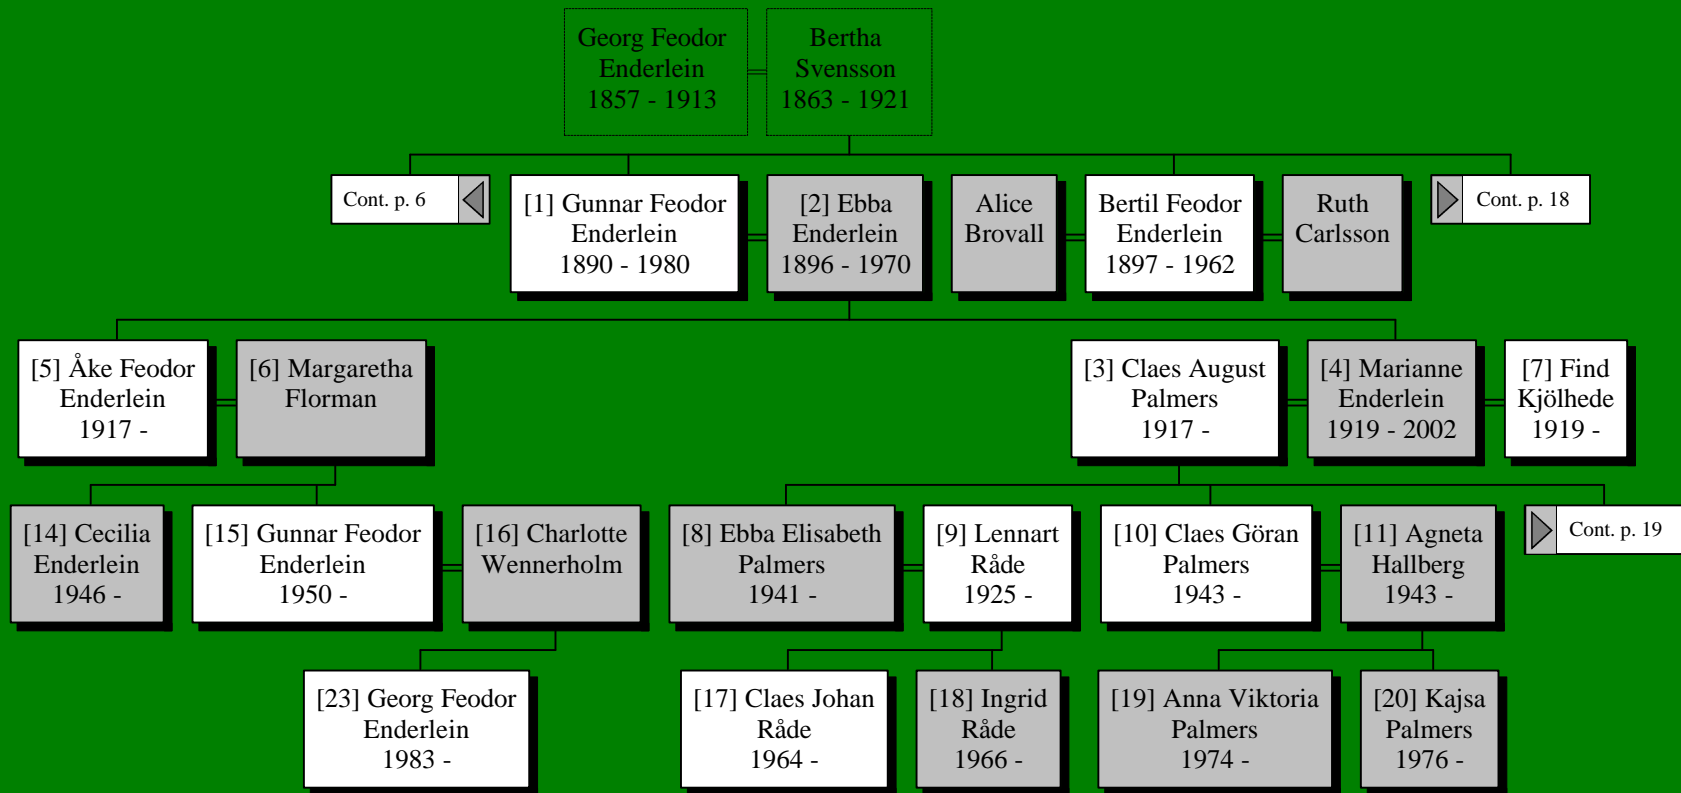 Georg Feodor
Enderlein
1857 - 1913
Bertha
Svensson
1863 - 1921
Cont. p. 6
[1] Gunnar Feodor
Enderlein
1890 - 1980
[2] Ebba
Enderlein
1896 - 1970
Alice
Brovall
Bertil Feodor
Enderlein
1897 - 1962
Ruth
Carlsson
Cont. p. 18
[5] Åke Feodor
Enderlein
1917 -
[6] Margaretha
Florman
[3] Claes August
Palmers
1917 -
[4] Marianne
Enderlein
1919 - 2002
[7] Find
Kjölhede
1919 -
[14] Cecilia
Enderlein
1946 -
[15] Gunnar Feodor
Enderlein
1950 -
[16] Charlotte
Wennerholm
[8] Ebba Elisabeth
Palmers
1941 -
[9] Lennart
Råde
1925 -
[10] Claes Göran
Palmers
1943 -
[11] Agneta
Hallberg
1943 -
Cont. p. 19
[23] Georg Feodor
Enderlein
1983 -
[17] Claes Johan
Råde
1964 -
[18] Ingrid
Råde
1966 -
[19] Anna Viktoria
Palmers
1974 -
[20] Kajsa
Palmers
1976 -